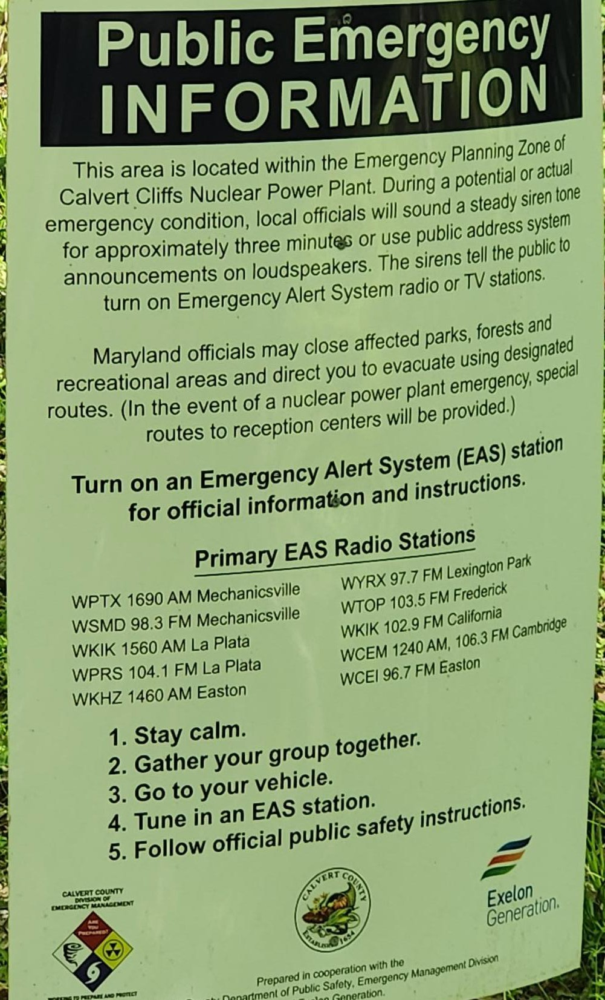 Public Emergency
INFORMATION
This area is located within the Emergency Planning Zone of
Calvert Cliffs Nuclear Power Plant. During a potential or actual
emergency condition, local officials will sound a steady siren tone
for approximately three minutes or use public address system
announcements on loudspeakers. The sirens tell the public to
turn on Emergency Alert System radio or TV stations.
Maryland officials may close affected parks, forests and
recreational areas and direct you to evacuate using designated
routes. (In the event of a nuclear power plant emergency, special
routes to reception centers will be provided.)
Turn on an Emergency Alert System (EAS) station
for official information and instructions.
Primary EAS Radio Stations
WPTX 1690 AM Mechanicsville
WSMD 98.3 FM Mechanicsville
WKIK 1560 AM La Plata
WPRS 104.1 FM La Plata
WKHZ 1460 AM Easton
WYRX 97.7 FM Lexington Park
WTOP 103.5 FM Frederick
WKIK 102.9 FM California
WCEM 1240 AM, 106.3 FM Cambridge
WCEI 96.7 FM Easton
1. Stay calm.
2. Gather your group together.
3. Go to your vehicle.
4. Tune in an EAS station.
5. Follow official public safety instructions.
CALVERT COUNTY
DIVISION OF
EMERGENCY MANAGEMENT
ARE
YOU
PREPARED?
WORKING TO PREPARE AND PROTECT
CALVERT COUNTY
ESTABLISHED 1654
Exelon
Generation.
Prepared in cooperation with the
Department of Public Safety, Emergency Management Division
Generation.